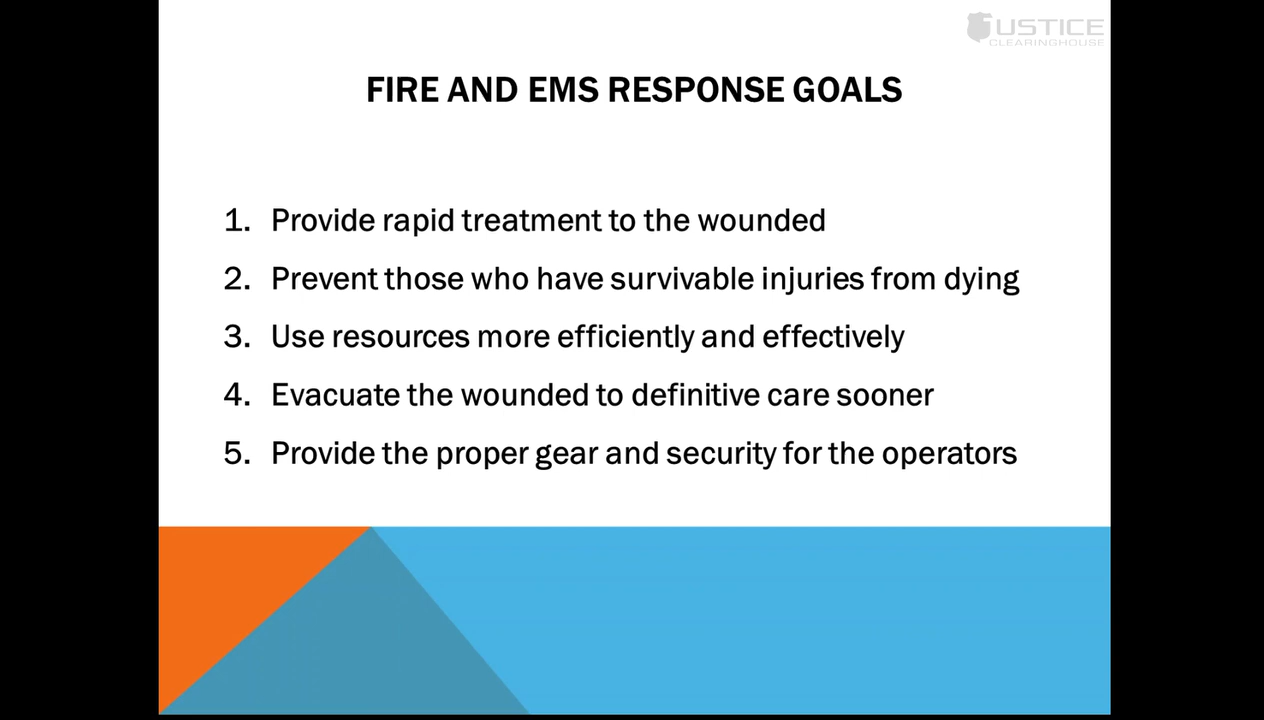 USTICE
CLEARINGHOUSE
FIRE AND EMS RESPONSE GOALS
1. Provide rapid treatment to the wounded
2. Prevent those who have survivable injuries from dying
3. Use resources more efficiently and effectively
4. Evacuate the wounded to definitive care sooner
5. Provide the proper gear and security for the operators